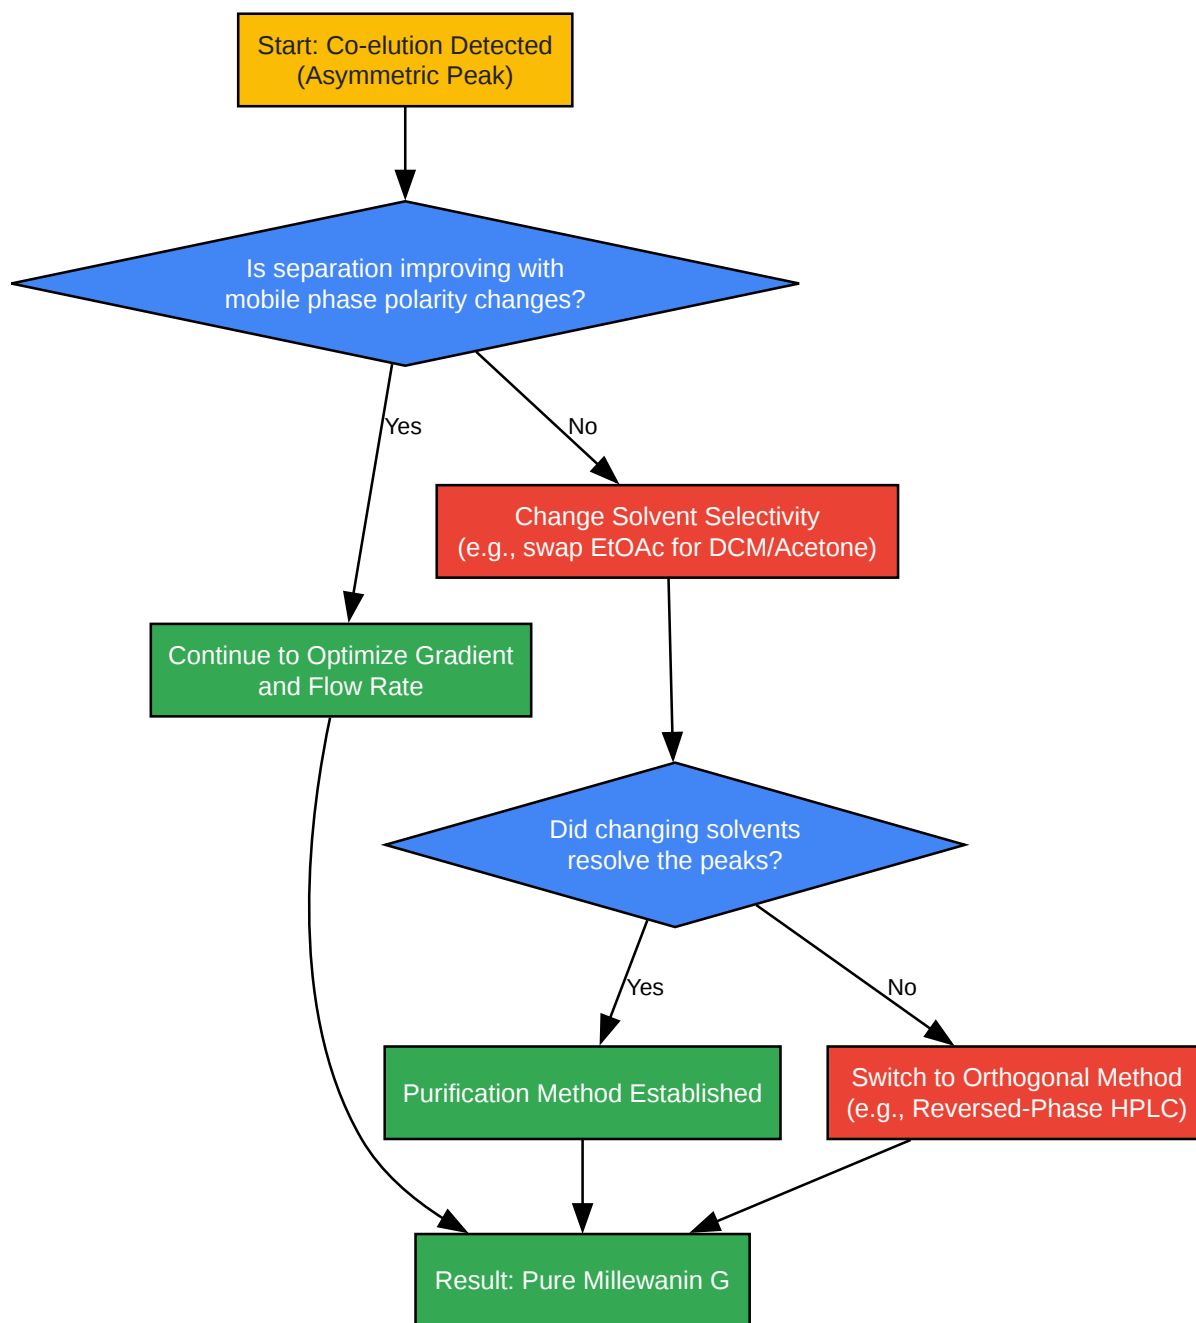 Start: Co-elution Detected
(Asymmetric Peak)
Is separation improving with
mobile phase polarity changes?
Yes
No
Change Solvent Selectivity
(e.g., swap EtOAc for DCM/Acetone)
Continue to Optimize Gradient
and Flow Rate
Did changing solvents
resolve the peaks?
Yes
No
Purification Method Established
Switch to Orthogonal Method
(e.g., Reversed-Phase HPLC)
Result: Pure Millewanin G